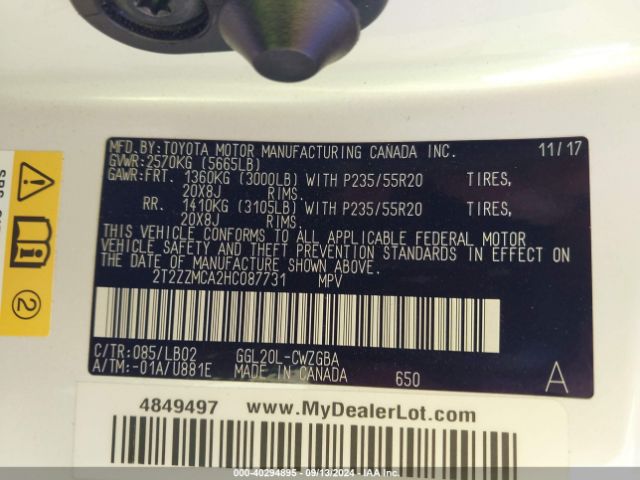 MFD.BY:TOYOTA MOTOR MANUFACTURING CANADA INC. 11/17
GVWR:2570KG (5665LB)
GAWR:FRT. 1360KG (3000LB) WITH P235/55R20 TIRES,
20X8J RIMS.
RR. 1410KG (3105LB) WITH P235/55R20 TIRES,
20X8J RIMS.
THIS VEHICLE CONFORMS TO ALL APPLICABLE FEDERAL MOTOR
VEHICLE SAFETY AND THEFT PREVENTION STANDARDS IN EFFECT ON
THE DATE OF MANUFACTURE SHOWN ABOVE.
2T2ZZMCA2HC087731 MPV
C/TR:085/LB02 GGL20L-CWZGBA
A/TM:-01A/U881E MADE IN CANADA 650 A
2
4849497 www.MyDealerLot.com
000-40294895 - 09/13/2024 - IAA Inc.